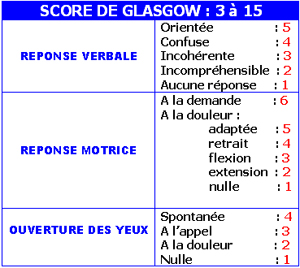 SCORE DE GLASGOW : 3 à 15
REPONSE VERBALE
Orientée : 5
Confuse : 4
Incohérente : 3
Incompréhensible : 2
Aucune réponse : 1
REPONSE MOTRICE
A la demande : 6
A la douleur :
adaptée : 5
retrait : 4
flexion : 3
extension : 2
nulle : 1
OUVERTURE DES YEUX
Spontanée : 4
A l'appel : 3
A la douleur : 2
Nulle : 1